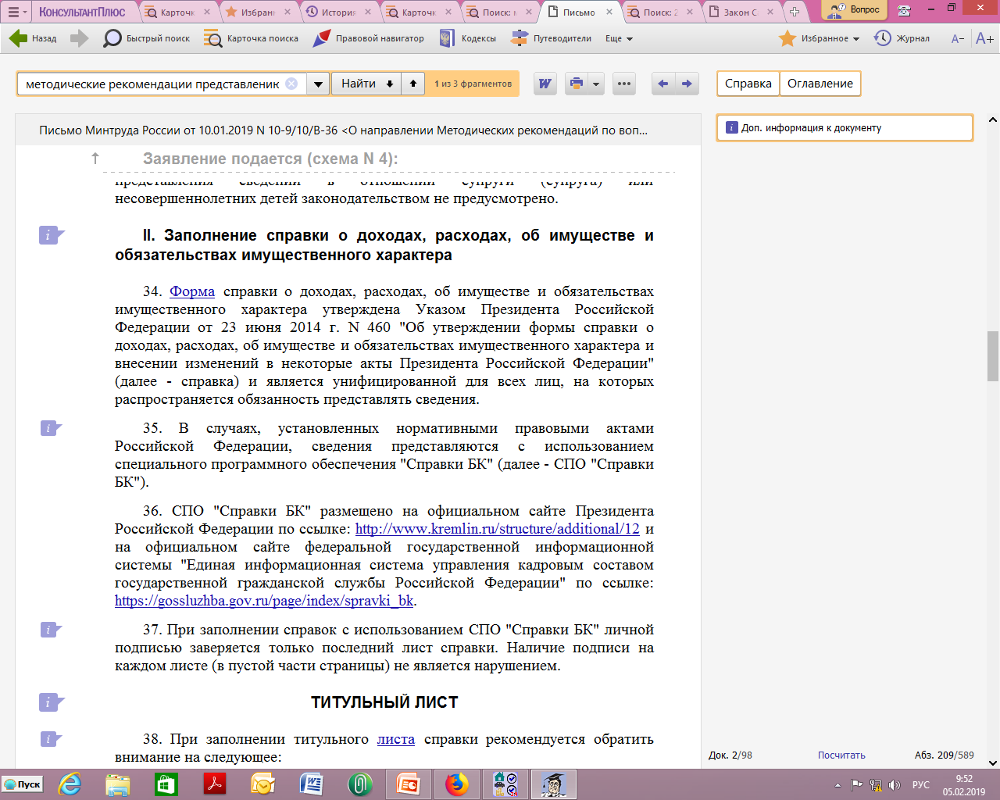 КОНСУЛЬТАНТПЛЮС Карточк Избранн История Карточк Поиск: м Письмо Поиск: 2 Закон С Вопрос
Назад Быстрый поиск Карточка поиска Правовой навигатор Кодексы Путеводители Еще Избранное Журнал А− А+
методические рекомендации представлении Найти 1 из 3 фрагментов Справка Оглавление
Письмо Минтруда России от 10.01.2019 N 10-9/10/В-36 <О направлении Методических рекомендаций по воп...
Доп. информация к документу
Заявление подается (схема N 4):
представления сведений в отношении супруги (супруга) или
несовершеннолетних детей законодательством не предусмотрено.
II. Заполнение справки о доходах, расходах, об имуществе и
обязательствах имущественного характера
34. Форма справки о доходах, расходах, об имуществе и обязательствах
имущественного характера утверждена Указом Президента Российской
Федерации от 23 июня 2014 г. N 460 "Об утверждении формы справки о
доходах, расходах, об имуществе и обязательствах имущественного характера и
внесении изменений в некоторые акты Президента Российской Федерации"
(далее - справка) и является унифицированной для всех лиц, на которых
распространяется обязанность представлять сведения.
35. В случаях, установленных нормативными правовыми актами
Российской Федерации, сведения представляются с использованием
специального программного обеспечения "Справки БК" (далее - СПО "Справки
БК").
36. СПО "Справки БК" размещено на официальном сайте Президента
Российской Федерации по ссылке: http://www.kremlin.ru/structure/additional/12 и
на официальном сайте федеральной государственной информационной
системы "Единая информационная система управления кадровым составом
государственной гражданской службы Российской Федерации" по ссылке:
https://gossluzhba.gov.ru/page/index/spravki_bk.
37. При заполнении справок с использованием СПО "Справки БК" личной
подписью заверяется только последний лист справки. Наличие подписи на
каждом листе (в пустой части страницы) не является нарушением.
ТИТУЛЬНЫЙ ЛИСТ
38. При заполнении титульного листа справки рекомендуется обратить
внимание на следующее:
Док. 2/98 Посчитать Абз. 209/589
Пуск РУС 9:52
05.02.2019